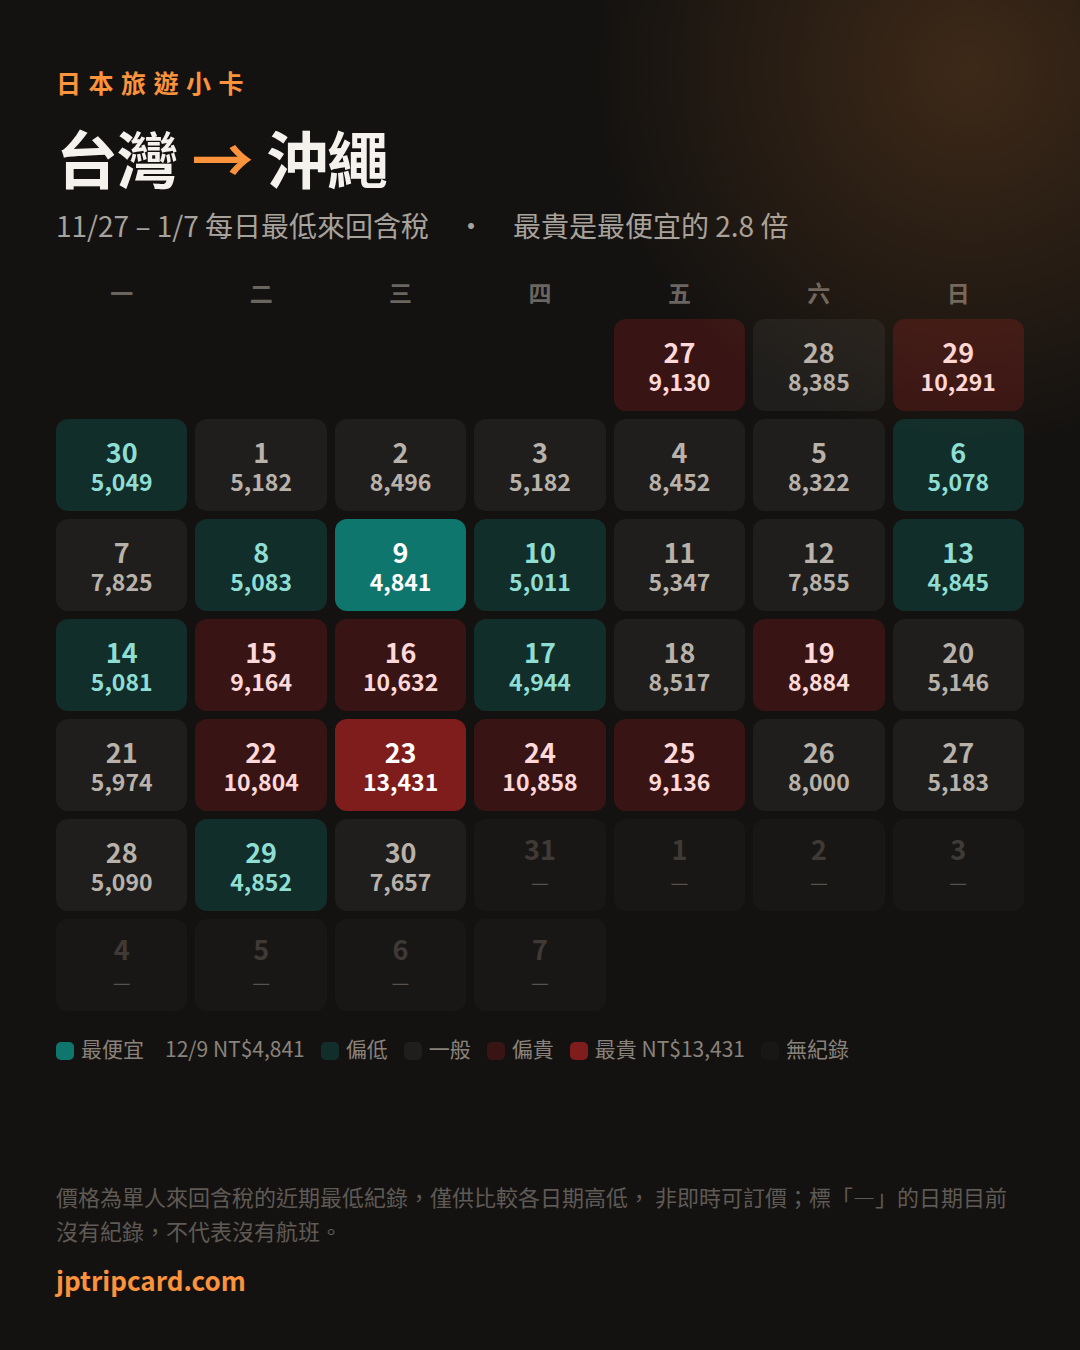 日本旅遊小卡
台灣 → 沖繩
11/27 – 1/7 每日最低來回含稅 ・ 最貴是最便宜的 2.8 倍
一 二 三 四 五 六 日
27 28 29
9,130 8,385 10,291
30 1 2 3 4 5 6
5,049 5,182 8,496 5,182 8,452 8,322 5,078
7 8 9 10 11 12 13
7,825 5,083 4,841 5,011 5,347 7,855 4,845
14 15 16 17 18 19 20
5,081 9,164 10,632 4,944 8,517 8,884 5,146
21 22 23 24 25 26 27
5,974 10,804 13,431 10,858 9,136 8,000 5,183
28 29 30 31 1 2 3
5,090 4,852 7,657 — — — —
4 5 6 7
— — — —
最便宜 12/9 NT$4,841 偏低 一般 偏貴 最貴 NT$13,431 無紀錄
價格為單人來回含稅的近期最低紀錄，僅供比較各日期高低， 非即時可訂價；標「—」的日期目前
沒有紀錄，不代表沒有航班。
jptripcard.com